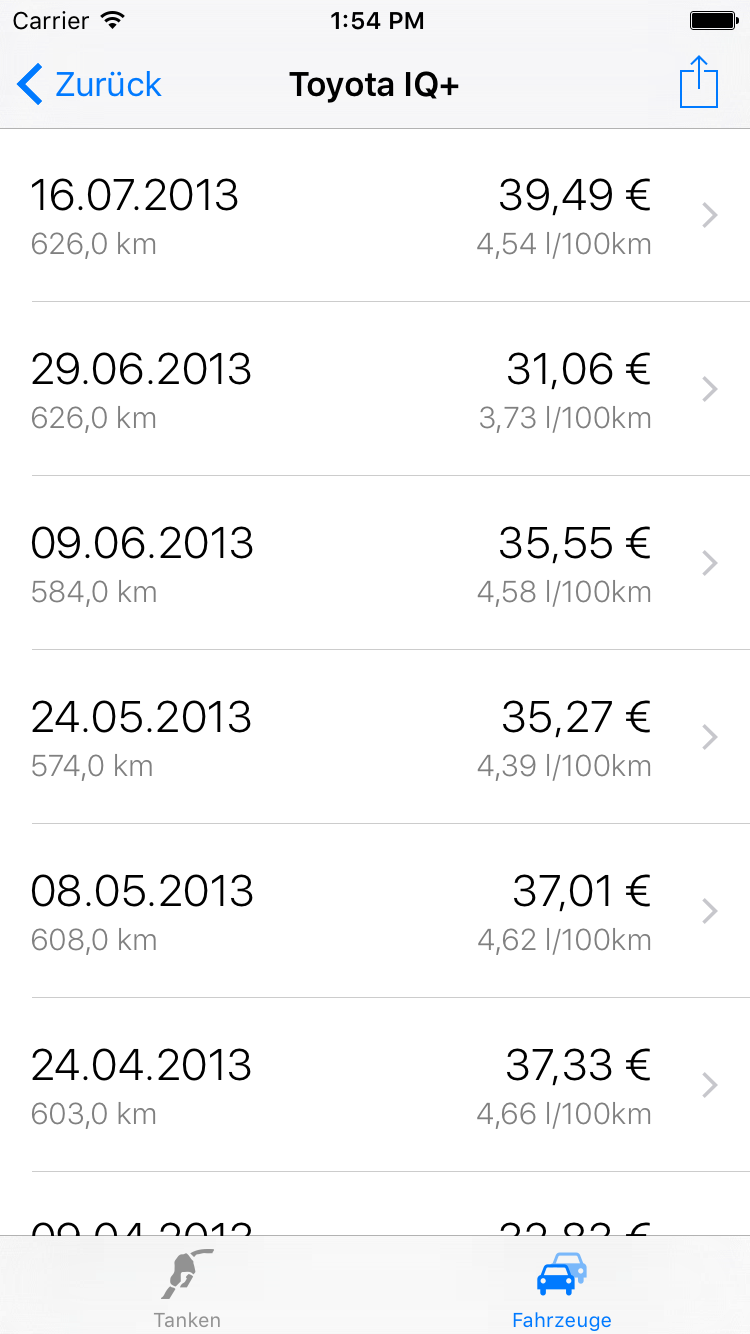 Carrier 1:54 PM
Zurück Toyota IQ+
16.07.2013 39,49 €
626,0 km 4,54 l/100km
29.06.2013 31,06 €
626,0 km 3,73 l/100km
09.06.2013 35,55 €
584,0 km 4,58 l/100km
24.05.2013 35,27 €
574,0 km 4,39 l/100km
08.05.2013 37,01 €
608,0 km 4,62 l/100km
24.04.2013 37,33 €
603,0 km 4,66 l/100km
Tanken Fahrzeuge